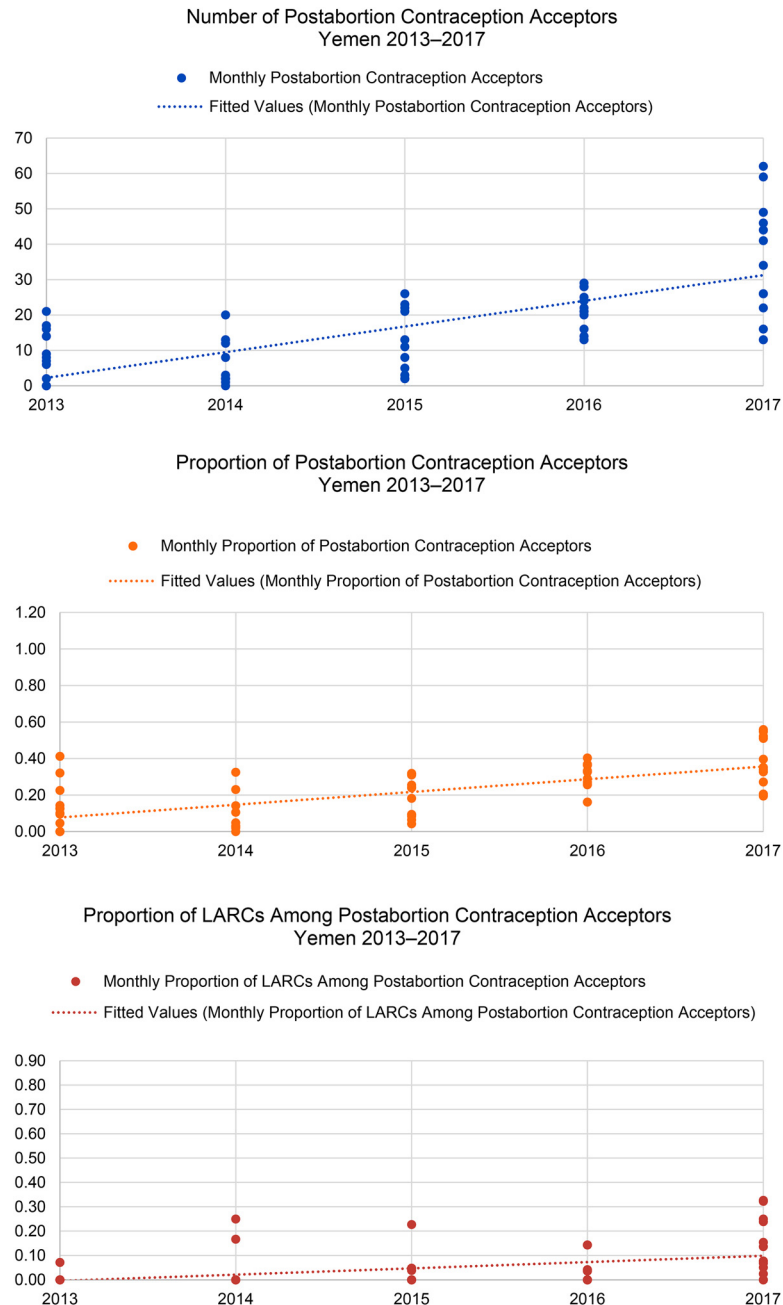 Number of Postabortion Contraception Acceptors
Yemen 2013–2017
Monthly Postabortion Contraception Acceptors
Fitted Values (Monthly Postabortion Contraception Acceptors)
70
60
50
40
30
20
10
0
2013 2014 2015 2016 2017
Proportion of Postabortion Contraception Acceptors
Yemen 2013–2017
Monthly Proportion of Postabortion Contraception Acceptors
Fitted Values (Monthly Proportion of Postabortion Contraception Acceptors)
1.20
1.00
0.80
0.60
0.40
0.20
0.00
2013 2014 2015 2016 2017
Proportion of LARCs Among Postabortion Contraception Acceptors
Yemen 2013–2017
Monthly Proportion of LARCs Among Postabortion Contraception Acceptors
Fitted Values (Monthly Proportion of LARCs Among Postabortion Contraception Acceptors)
0.90
0.80
0.70
0.60
0.50
0.40
0.30
0.20
0.10
0.00
2013 2014 2015 2016 2017